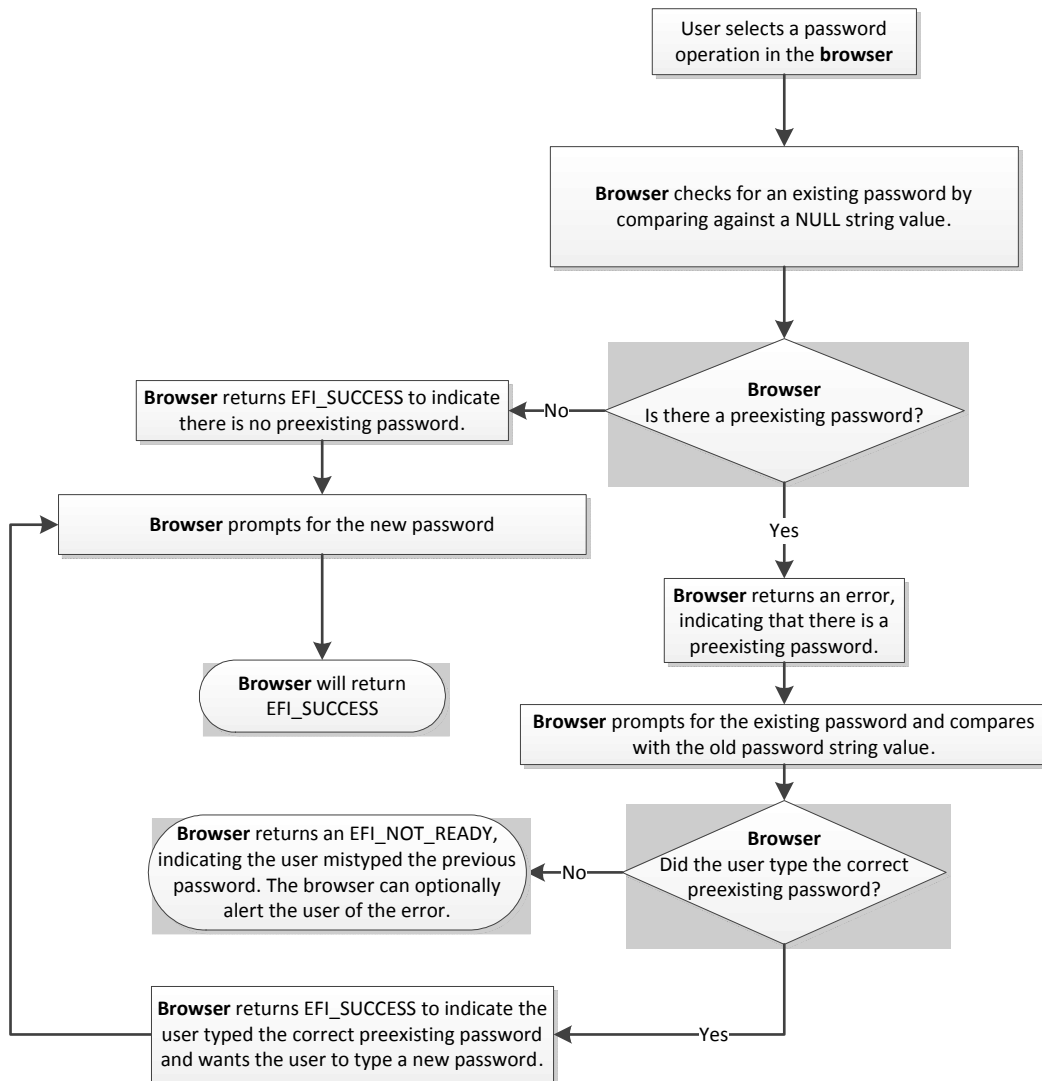 User selects a password
operation in the browser
Browser checks for an existing password by
comparing against a NULL string value.
Browser
Is there a preexisting password?
No
Browser returns EFI_SUCCESS to indicate
there is no preexisting password.
Browser prompts for the new password
Browser will return
EFI_SUCCESS
Yes
Browser returns an error,
indicating that there is a
preexisting password.
Browser prompts for the existing password and compares
with the old password string value.
Browser
Did the user type the correct
preexisting password?
No
Browser returns an EFI_NOT_READY,
indicating the user mistyped the previous
password. The browser can optionally
alert the user of the error.
Yes
Browser returns EFI_SUCCESS to indicate the
user typed the correct preexisting password
and wants the user to type a new password.